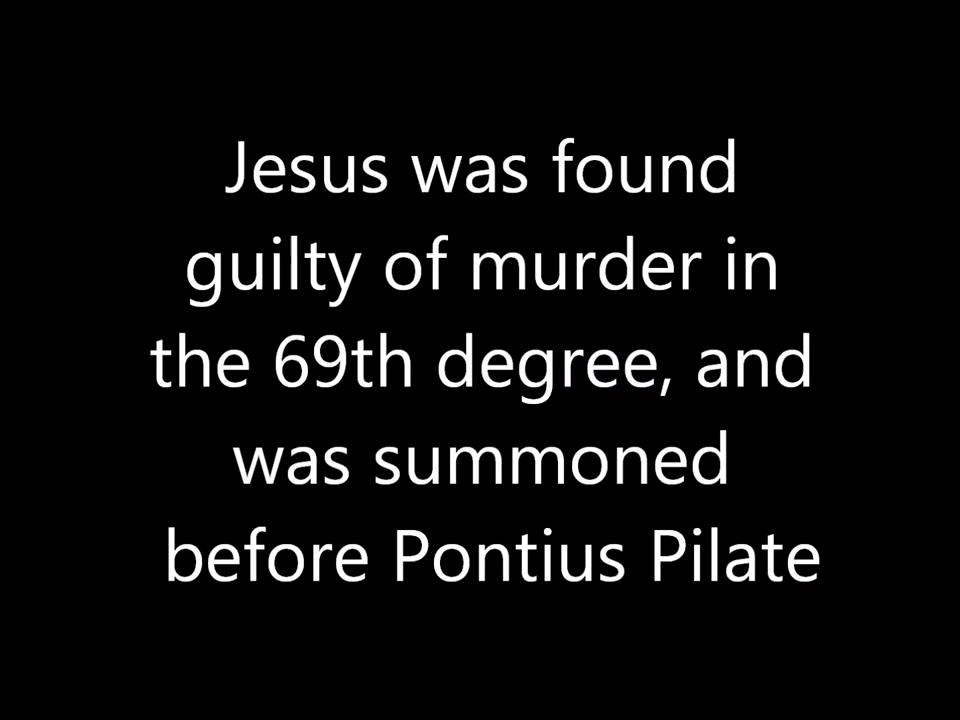 Jesus was found
guilty of murder in
the 69th degree, and
was summoned
before Pontius Pilate